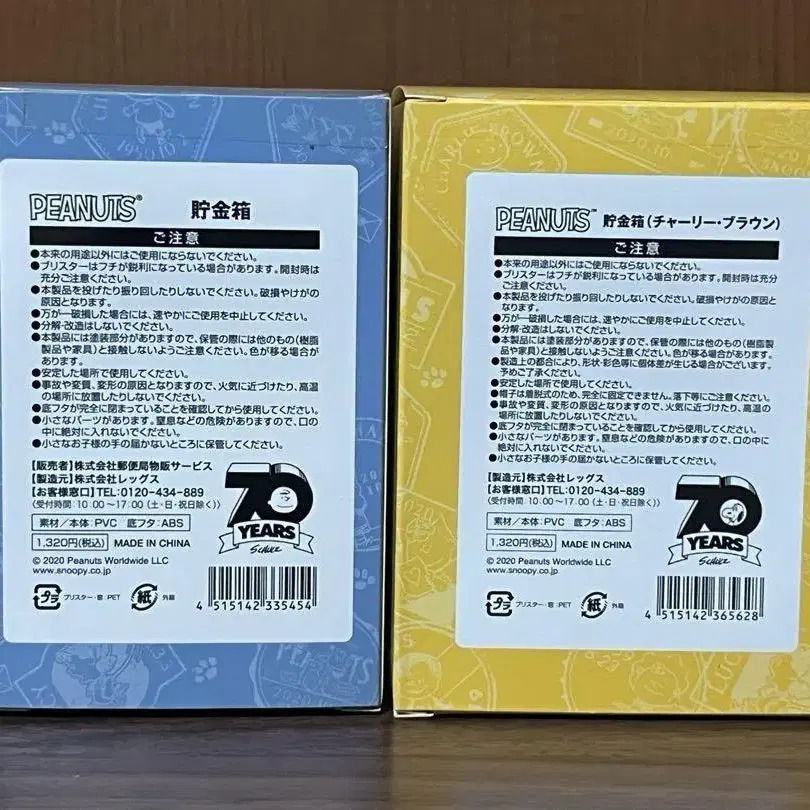 PEANUTS® 貯金箱
ご注意
●本来の用途以外にはご使用にならないでください。
●ブリスターはフチが鋭利になっている場合があります。開封時は
充分ご注意ください。
●本製品を投げたり振り回したりしないでください。破損やけがの
原因となります。
●万が一破損した場合には、速やかにご使用を中止してください。
●分解・改造はしないでください。
●本製品には塗装部分がありますので、保管の際には他のもの(樹脂
製品や家具)と接触しないようご注意ください。色が移る場合があ
ります。
●安定した場所で使用してください。
●事故や変質、変形の原因となりますので、火気に近づけたり、高温
の場所に放置したりしないでください。
●底フタが完全に閉まっていることを確認してから使用してください。
●小さなパーツがあります。窒息などの危険がありますので、口の
中に絶対に入れないでください。
●小さなお子様の手の届かないところに保管してください。
【販売者】株式会社郵便局物販サービス
【製造元】株式会社レッグス
【お客様窓口】TEL:0120-434-889
〈受付時間:10:00~17:00(土・日・祝日除く)〉
素材/本体:PVC 底フタ:ABS
1,320円(税込) MADE IN CHINA
© 2020 Peanuts Worldwide LLC
www.snoopy.co.jp
プラ ブリスター・窓:PET 紙 外箱
70
YEARS
SCHULZ
4 515142 335454
PEANUTS™ 貯金箱(チャーリー・ブラウン)
ご注意
●本来の用途以外にはご使用にならないでください。
●ブリスターはフチが鋭利になっている場合があります。開封時は充分
ご注意ください。
●本製品を投げたり振り回したりしないでください。破損やけがの原因と
なります。
●万が一破損した場合には、速やかにご使用を中止してください。
●分解・改造はしないでください。
●本製品には塗装部分がありますので、保管の際には他のもの(樹脂製
品や家具)と接触しないようご注意ください。色が移る場合があります。
●製造上の都合により、形状・彩色等に個体差が生じる場合がございます。
予めご了承ください。
●安定した場所で使用してください。
●帽子は着脱式のため、完全に固定できません。落下等にご注意ください。
●事故や変質、変形の原因となりますので、火気に近づけたり、高温の場
所に放置したりしないでください。
●底フタが完全に閉まっていることを確認してから使用してください。
●小さなパーツがあります。窒息などの危険がありますので、口の中に
絶対に入れないでください。
●小さなお子様の手の届かないところに保管してください。
【製造元】株式会社レッグス
【お客様窓口】TEL:0120-434-889
〈受付時間:10:00~17:00(土・日・祝日除く)〉
素材/本体:PVC 底フタ:ABS
1,320円(税込) MADE IN CHINA
© 2020 Peanuts Worldwide LLC
www.snoopy.co.jp
プラ ブリスター・窓:PET 紙 外箱
70
YEARS
SCHULZ
4 515142 365628
CHARLIE BROWN
PEANUTS